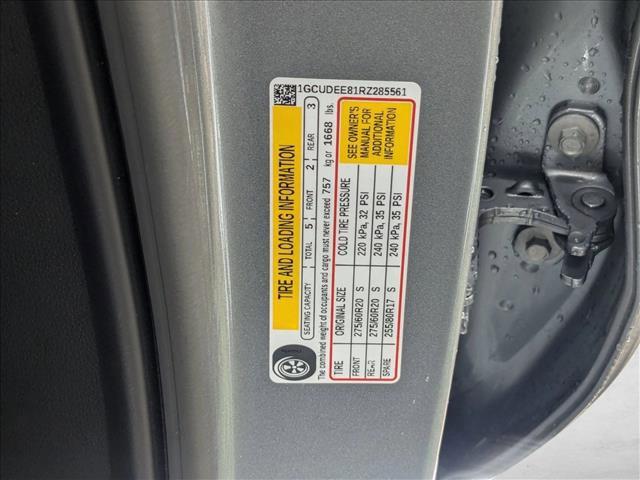 1GCUDEE81RZ285561
TIRE AND LOADING INFORMATION
SEATING CAPACITY TOTAL 5 FRONT 2 REAR 3
The combined weight of occupants and cargo must never exceed 757 kg or 1668 lbs.
TIRE ORIGINAL SIZE COLD TIRE PRESSURE
FRONT 275/60R20 S 220 kPa, 32 PSI
REAR 275/60R20 S 240 kPa, 35 PSI
SPARE 255/80R17 S 240 kPa, 35 PSI
SEE OWNER'S
MANUAL FOR
ADDITIONAL
INFORMATION